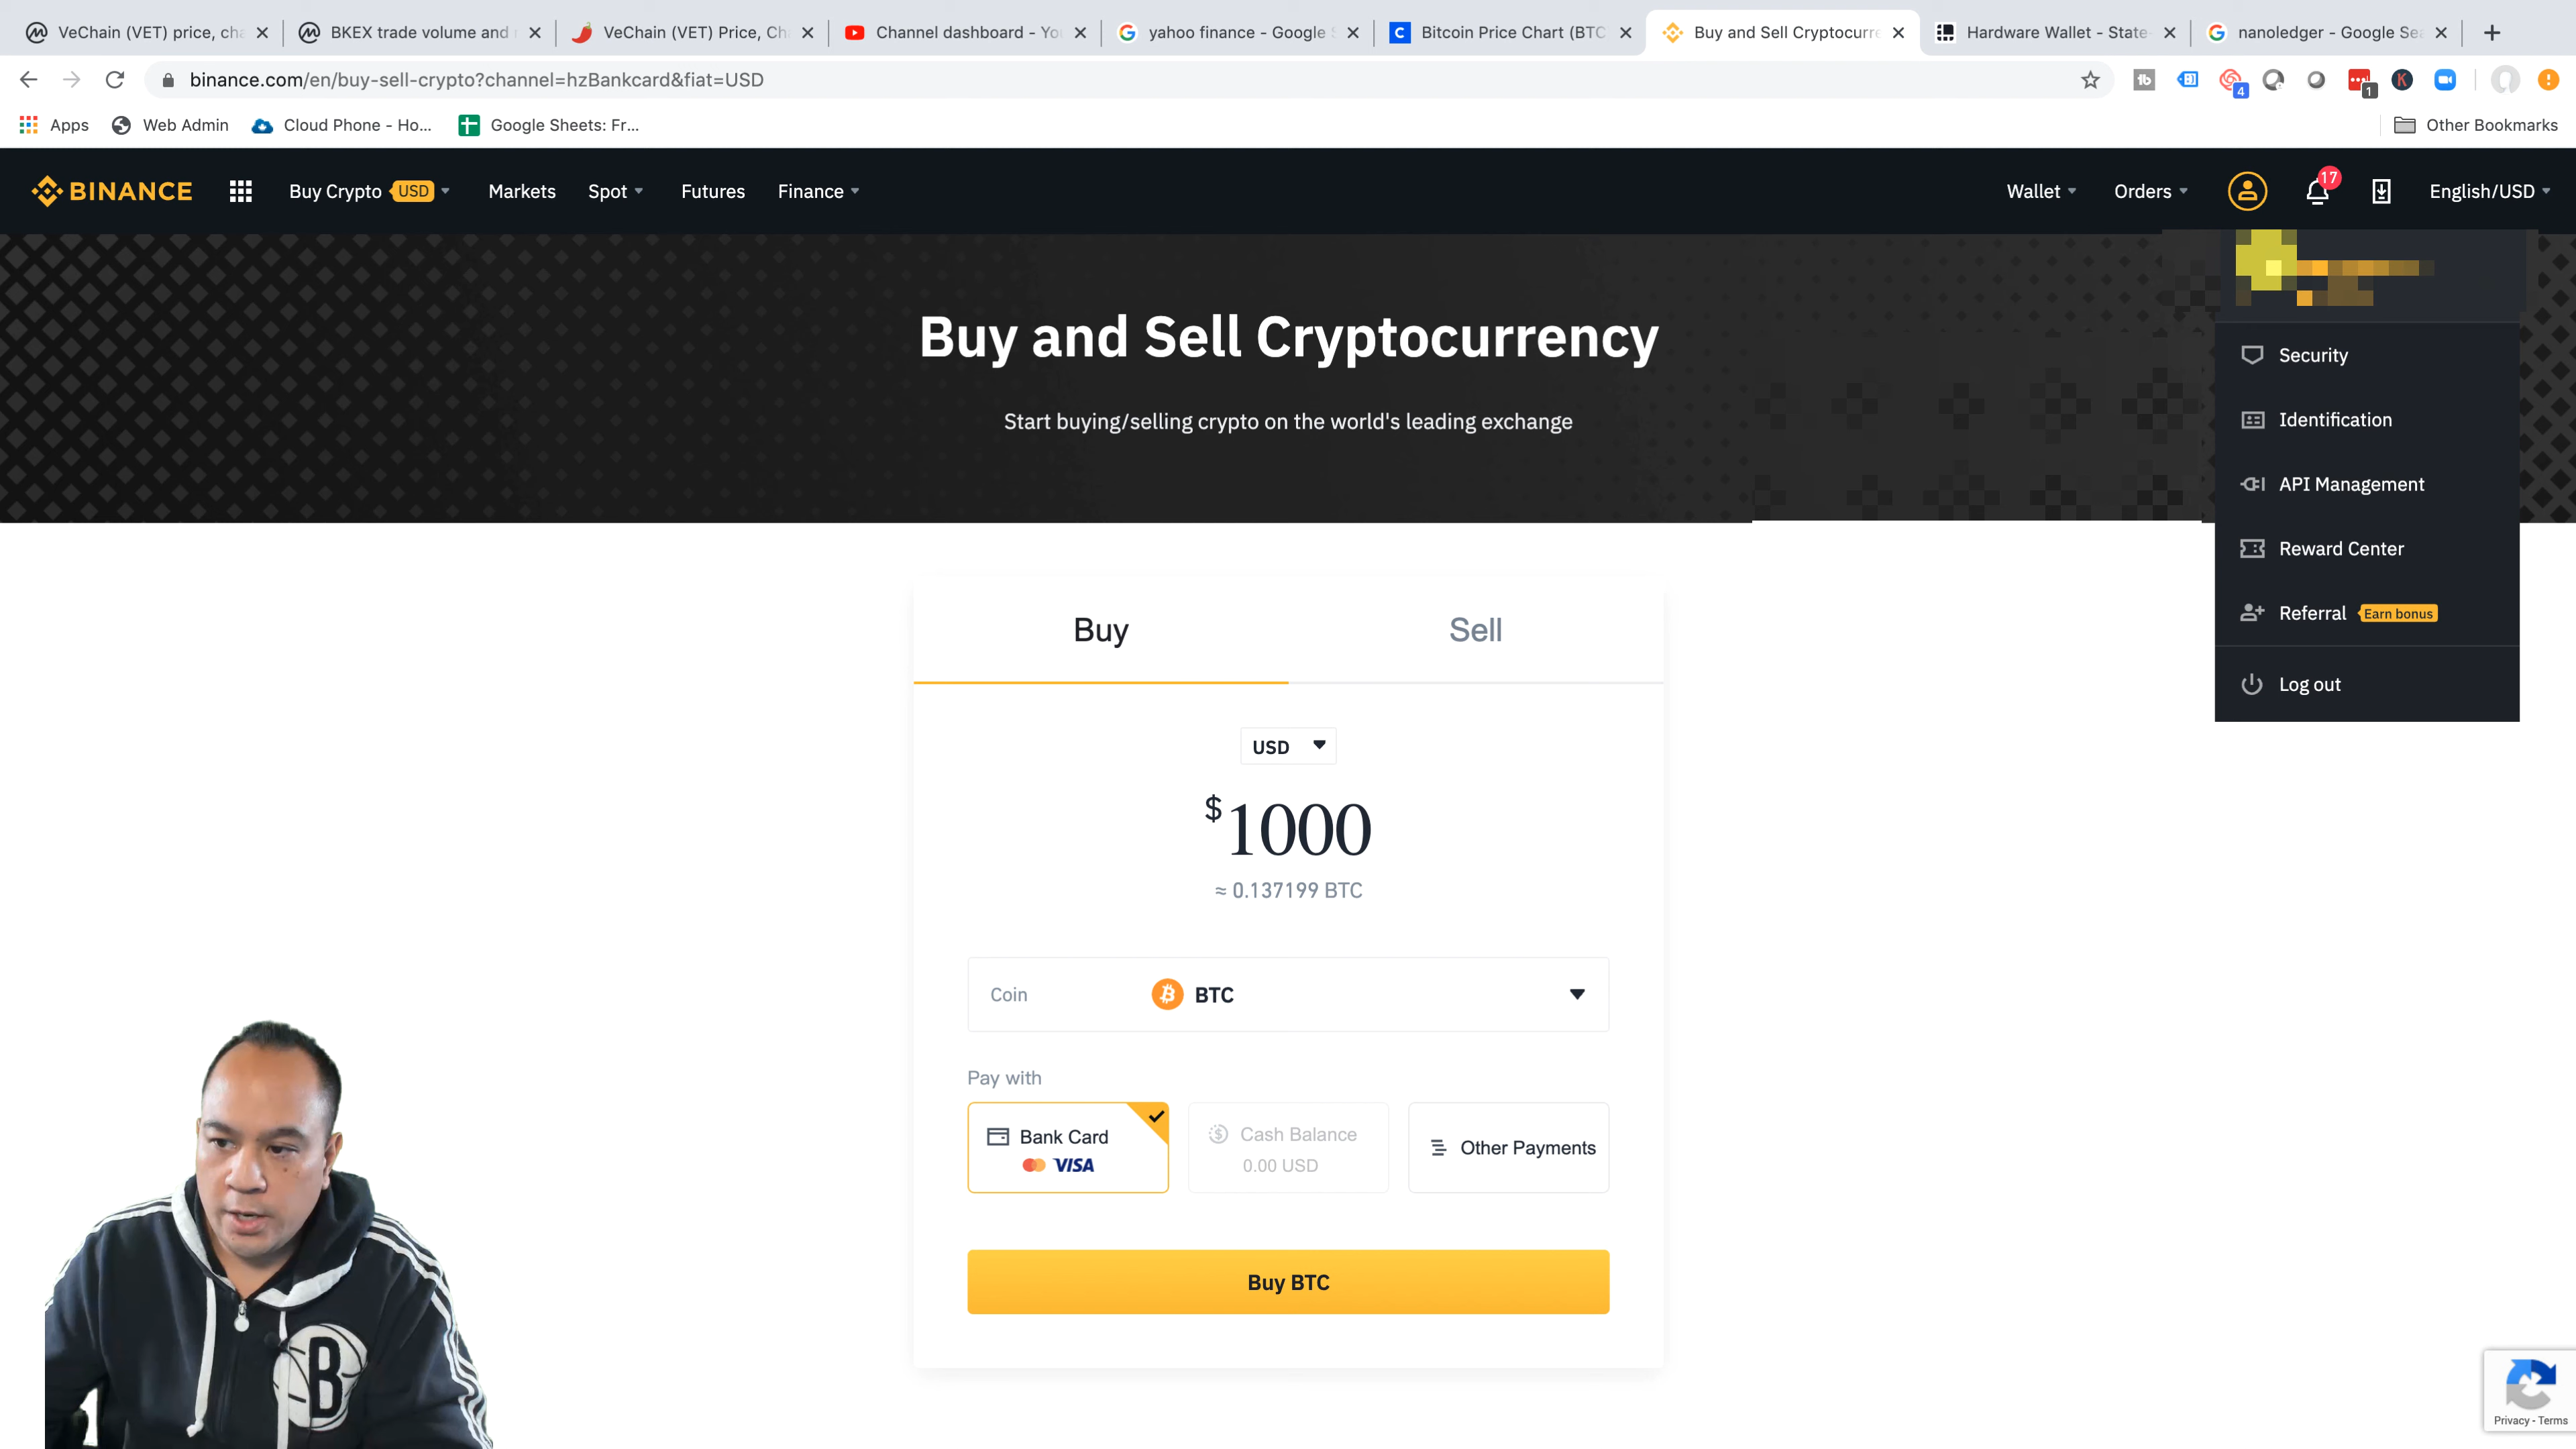 VeChain (VET) price, cha
BKEX trade volume and
VeChain (VET) Price, Ch
Channel dashboard - Yo
yahoo finance - Google S
Bitcoin Price Chart (BTC
Buy and Sell Cryptocurre
Hardware Wallet - State-
nanoledger - Google Sea
binance.com/en/buy-sell-crypto?channel=hzBankcard&fiat=USD
tb
4
1
K
Apps
Web Admin
Cloud Phone - Ho...
Google Sheets: Fr...
Other Bookmarks
BINANCE
Buy Crypto USD
Markets
Spot
Futures
Finance
Wallet
Orders
17
English/USD
Buy and Sell Cryptocurrency
Start buying/selling crypto on the world's leading exchange
Security
Identification
API Management
Reward Center
Referral Earn bonus
Log out
Buy
Sell
USD
$1000
≈ 0.137199 BTC
Coin
BTC
Pay with
Bank Card
VISA
Cash Balance
0.00 USD
Other Payments
Buy BTC
B
Privacy - Terms